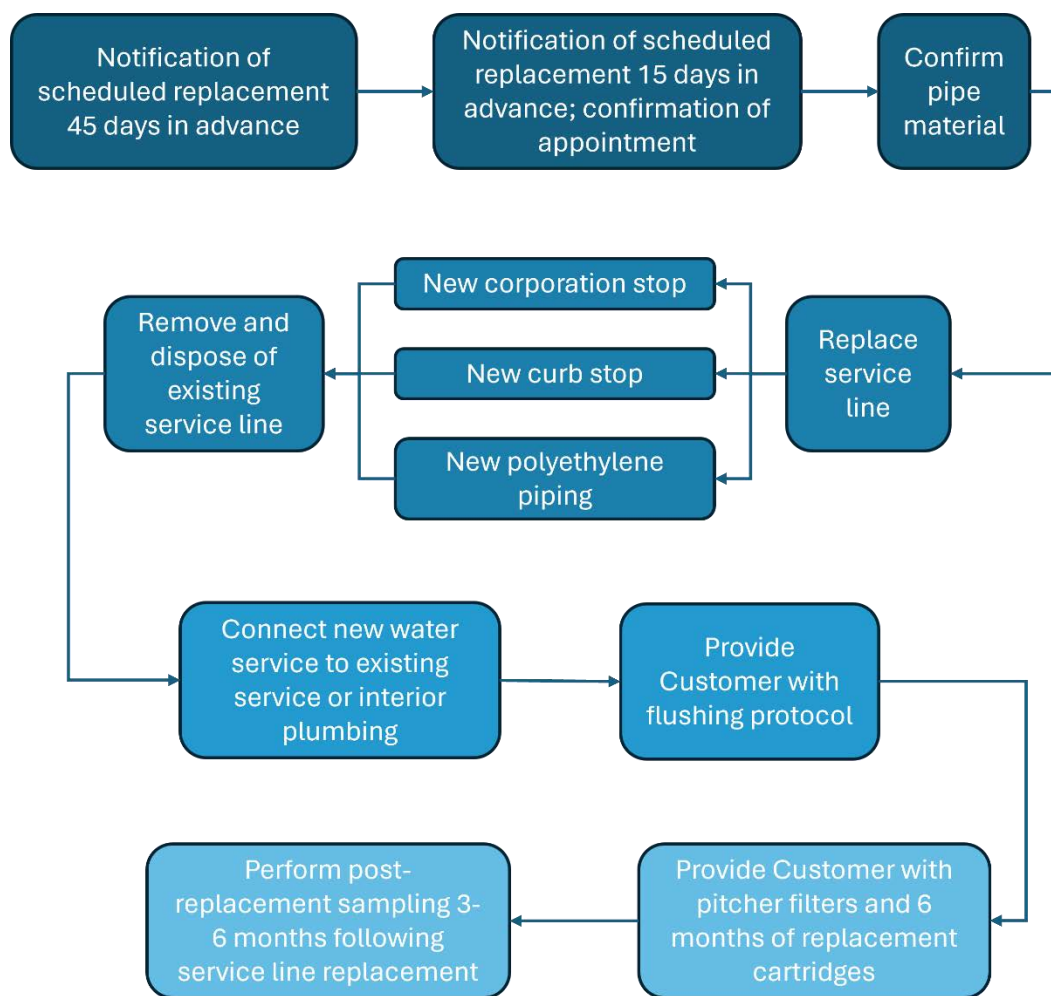 Notification of
scheduled replacement
45 days in advance
Notification of scheduled
replacement 15 days in
advance; confirmation of
appointment
Confirm
pipe
material
Replace
service
line
New corporation stop
New curb stop
New polyethylene
piping
Remove and
dispose of
existing
service line
Connect new water
service to existing
service or interior
plumbing
Provide
Customer with
flushing protocol
Provide Customer with
pitcher filters and 6
months of replacement
cartridges
Perform post-
replacement sampling 3-
6 months following
service line replacement